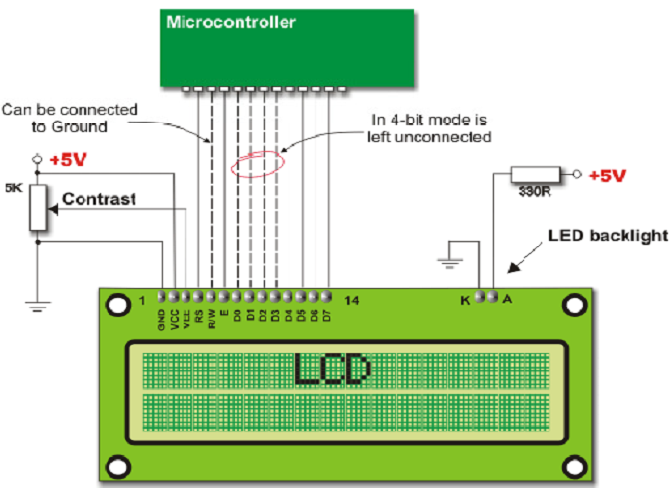 Microcontroller
Can be connected
to Ground
In 4-bit mode is
left unconnected
+5V
5K
Contrast
330R
+5V
LED backlight
1
14
K
A
GND
VCC
VEE
RS
R/W
E
D0
D1
D2
D3
D4
D5
D6
D7
LCD